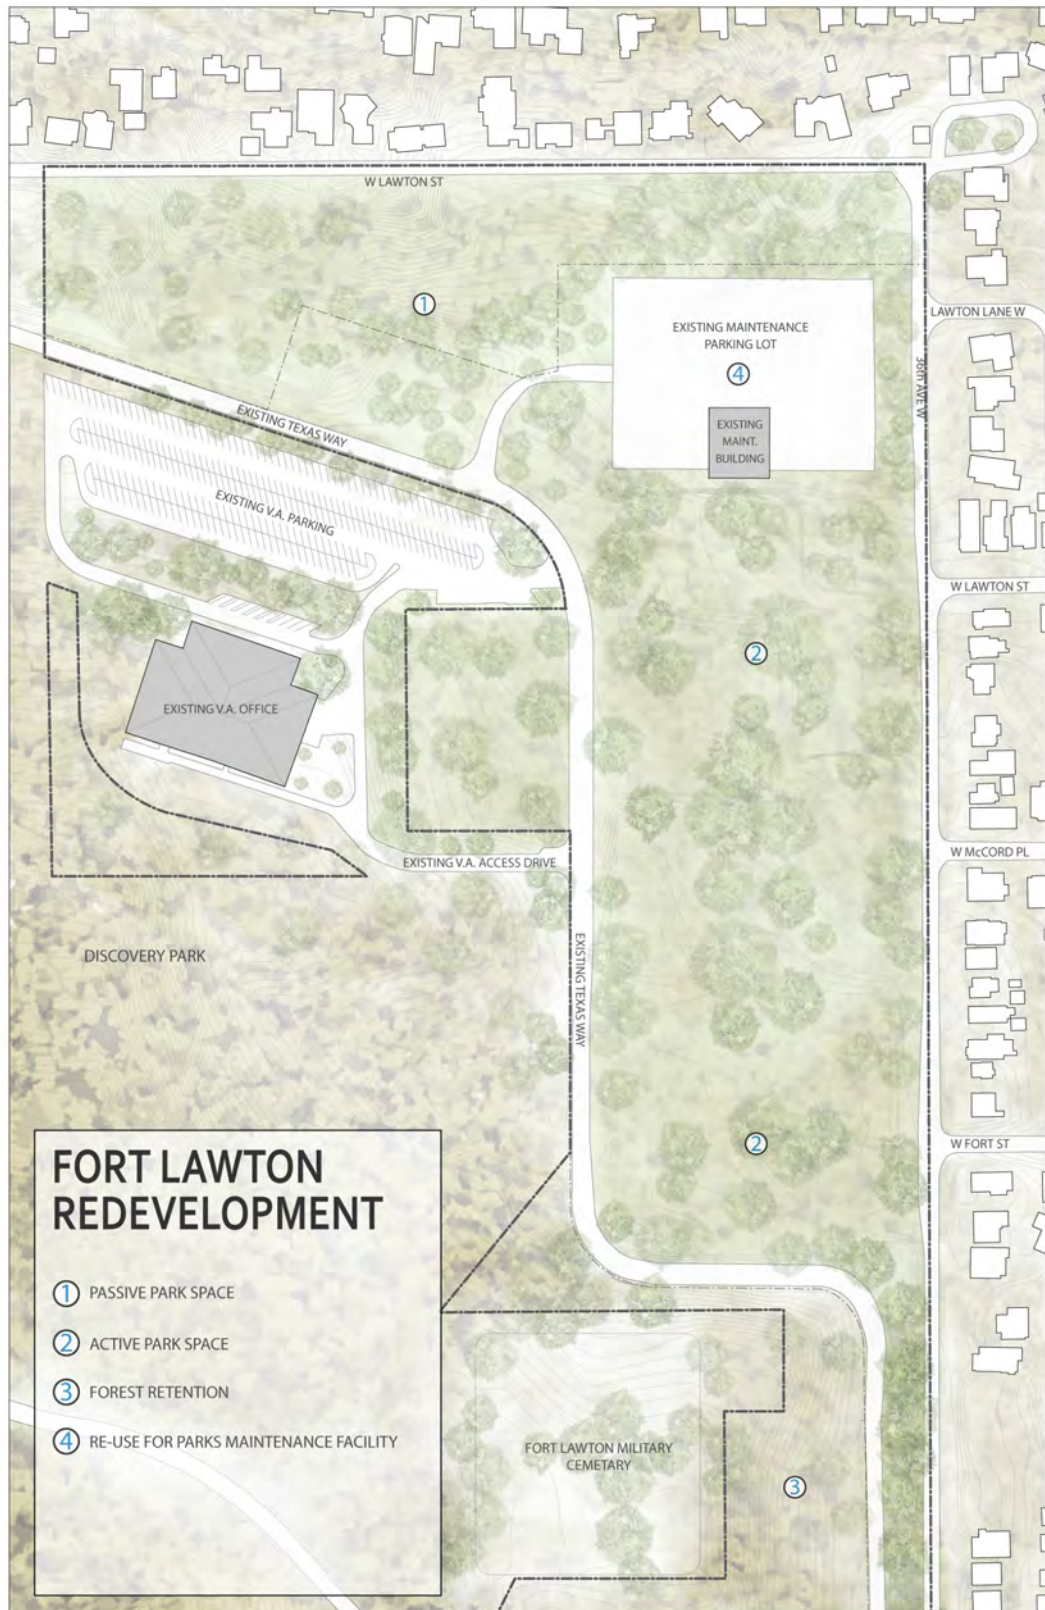 W LAWTON ST
1
LAWTON LANE W
EXISTING MAINTENANCE
PARKING LOT
4
36th AVE W
EXISTING TEXAS WAY
EXISTING
MAINT.
BUILDING
EXISTING V.A. PARKING
W LAWTON ST
2
EXISTING V.A. OFFICE
W McCORD PL
EXISTING V.A. ACCESS DRIVE
DISCOVERY PARK
EXISTING TEXAS WAY
2
W FORT ST
FORT LAWTON
REDEVELOPMENT
1 PASSIVE PARK SPACE
2 ACTIVE PARK SPACE
3 FOREST RETENTION
4 RE-USE FOR PARKS MAINTENANCE FACILITY
FORT LAWTON MILITARY
CEMETARY
3